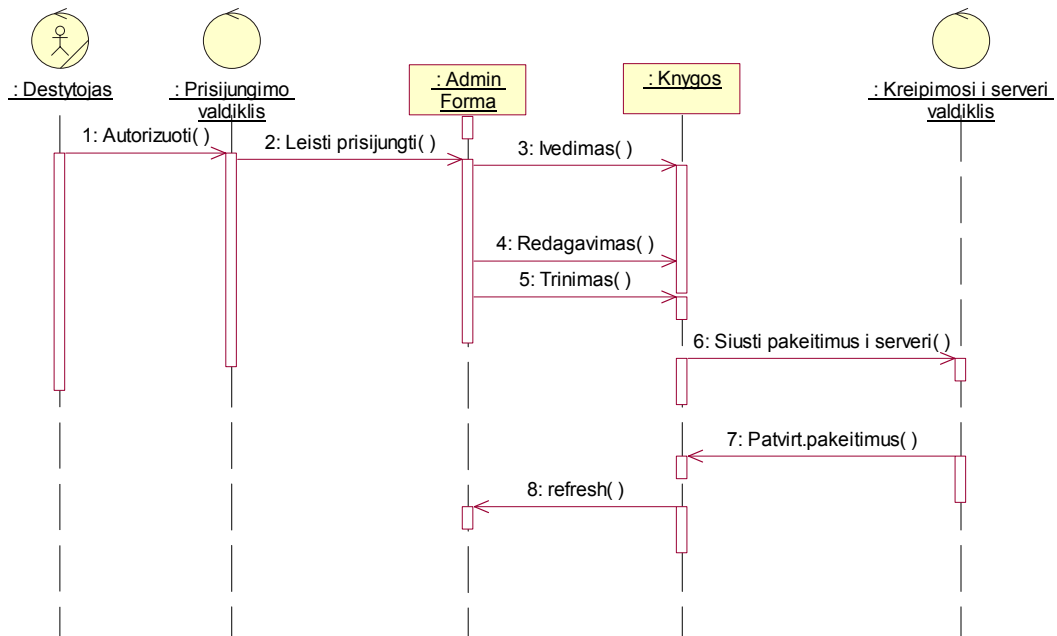 : Destytojas
: Prisijungimo
valdiklis
: Admin
Forma
: Knygos
: Kreipimosi i serveri
valdiklis
1: Autorizuoti( )
2: Leisti prisijungti( )
3: Ivedimas( )
4: Redagavimas( )
5: Trinimas( )
6: Siusti pakeitimus i serveri( )
7: Patvirt.pakeitimus( )
8: refresh( )